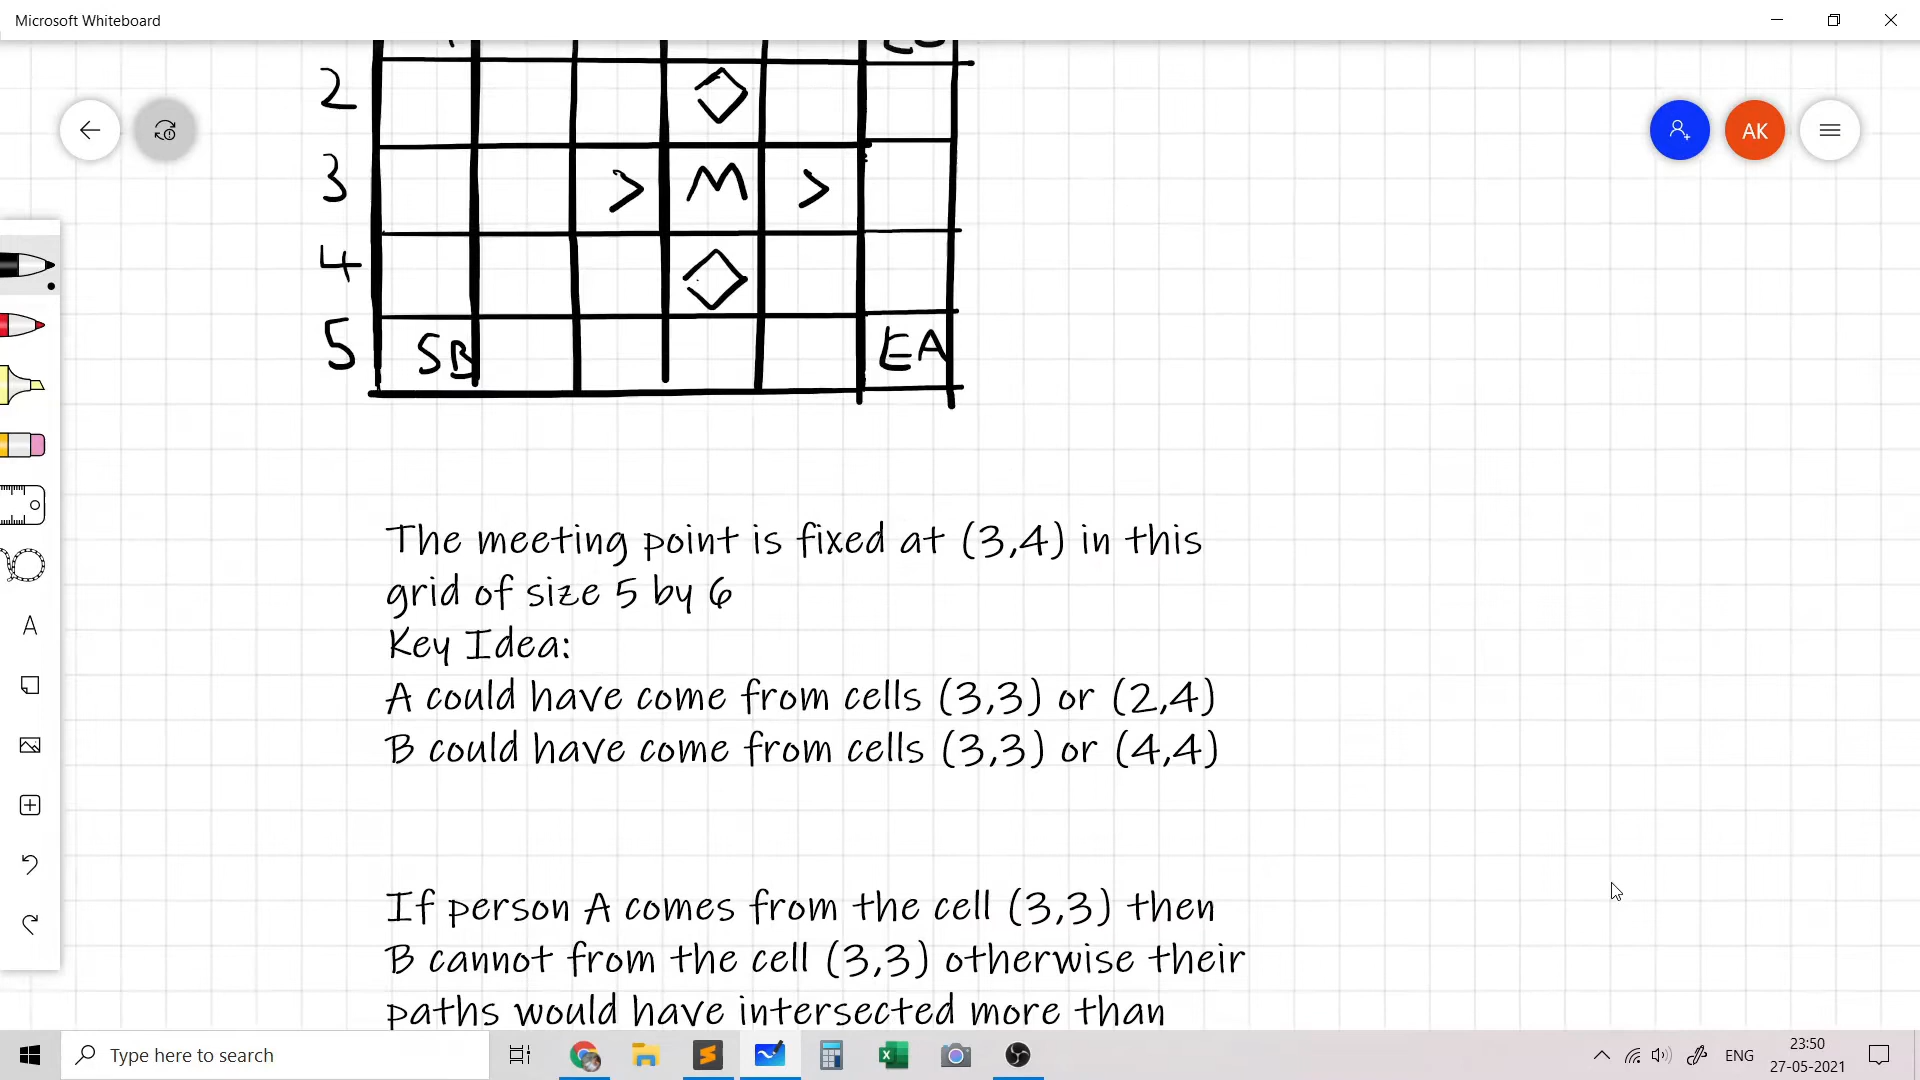 Microsoft Whiteboard
2
3 > M >
4
5 SB EA
AK
A
The meeting point is fixed at (3,4) in this
grid of size 5 by 6
Key Idea:
A could have come from cells (3,3) or (2,4)
B could have come from cells (3,3) or (4,4)
If person A comes from the cell (3,3) then
B cannot from the cell (3,3) otherwise their
paths would have intersected more than
Type here to search
ENG
23:50
27-05-2021